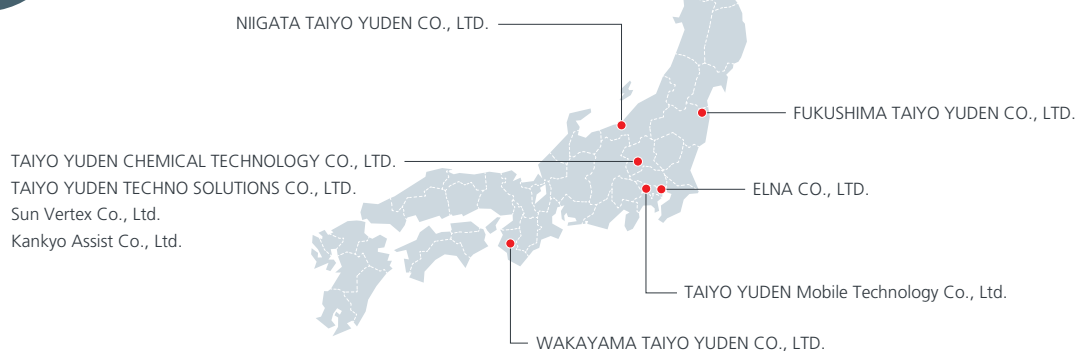 NIIGATA TAIYO YUDEN CO., LTD.
FUKUSHIMA TAIYO YUDEN CO., LTD.
TAIYO YUDEN CHEMICAL TECHNOLOGY CO., LTD.
TAIYO YUDEN TECHNO SOLUTIONS CO., LTD.
Sun Vertex Co., Ltd.
Kankyo Assist Co., Ltd.
ELNA CO., LTD.
TAIYO YUDEN Mobile Technology Co., Ltd.
WAKAYAMA TAIYO YUDEN CO., LTD.